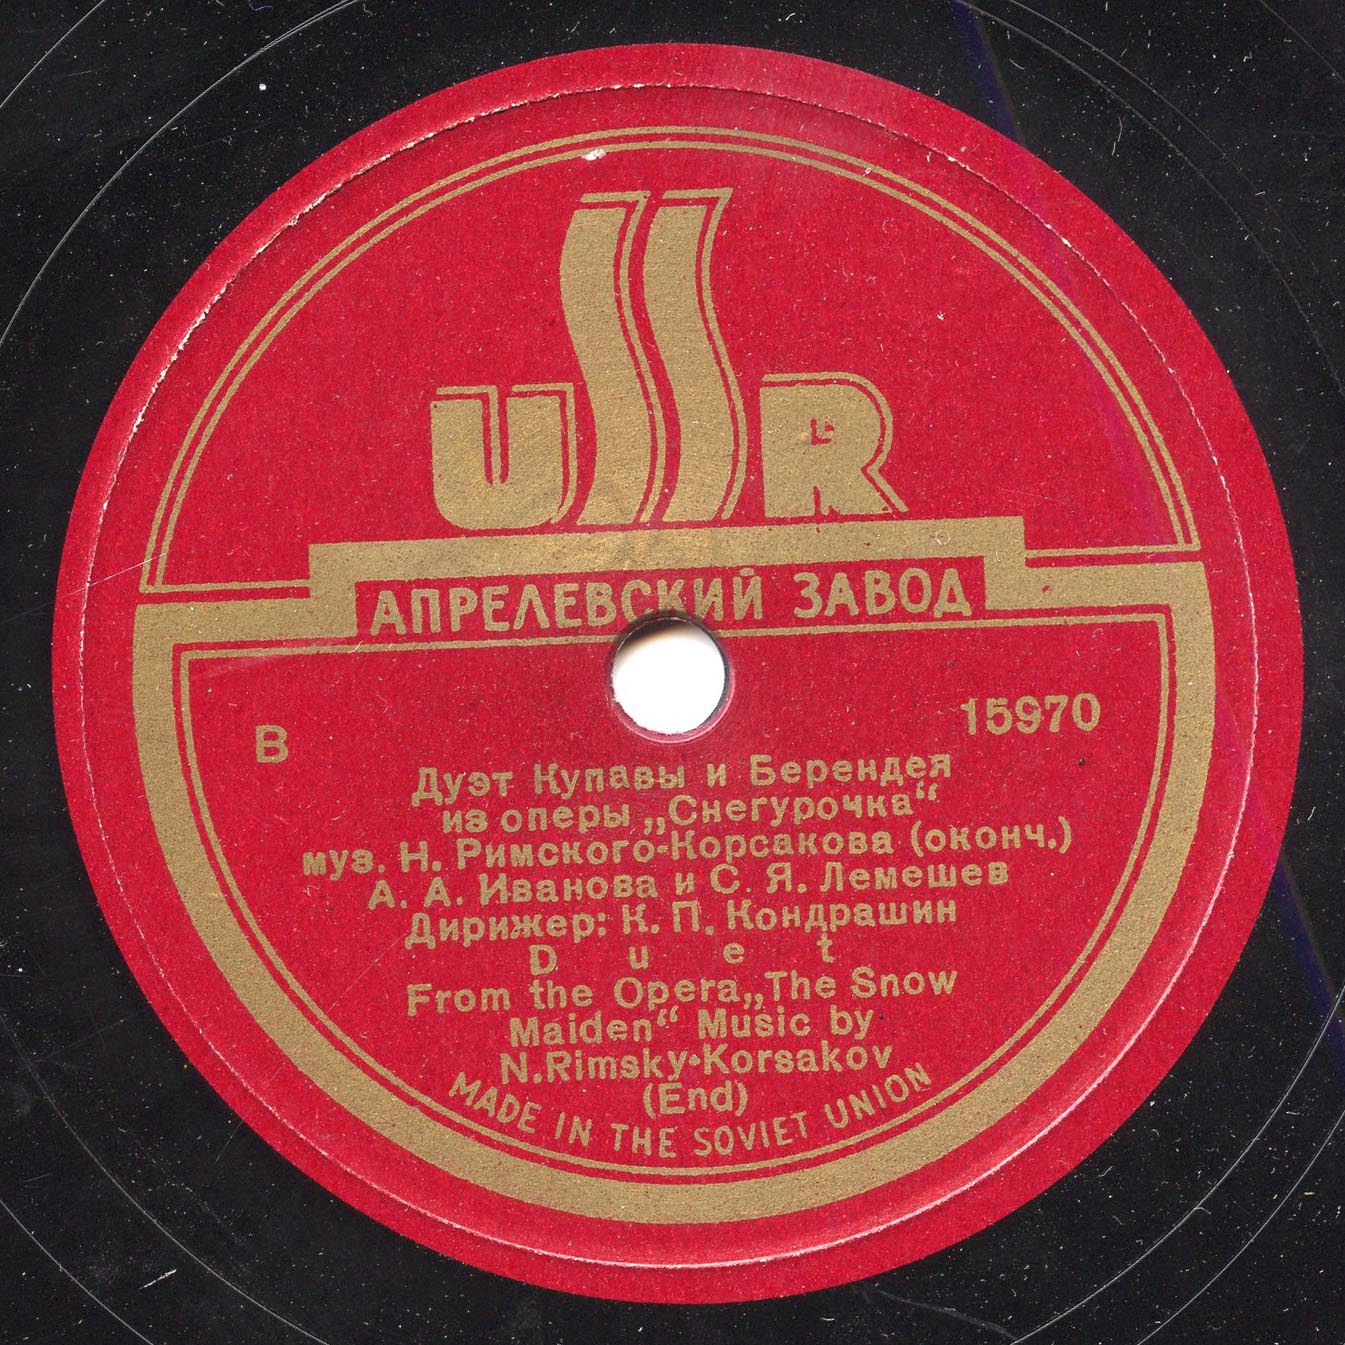 USSR
АПРЕЛЕВСКИЙ ЗАВОД
В
15970
Дуэт Купавы и Берендея
из оперы „Снегурочка“
муз. Н. Римского-Корсакова (оконч.)
А. А. Иванова и С. Я. Лемешев
Дирижер: К. П. Кондрашин
Duet
From the Opera „The Snow
Maiden“ Music by
N.Rimsky-Korsakov
(End)
MADE IN THE SOVIET UNION